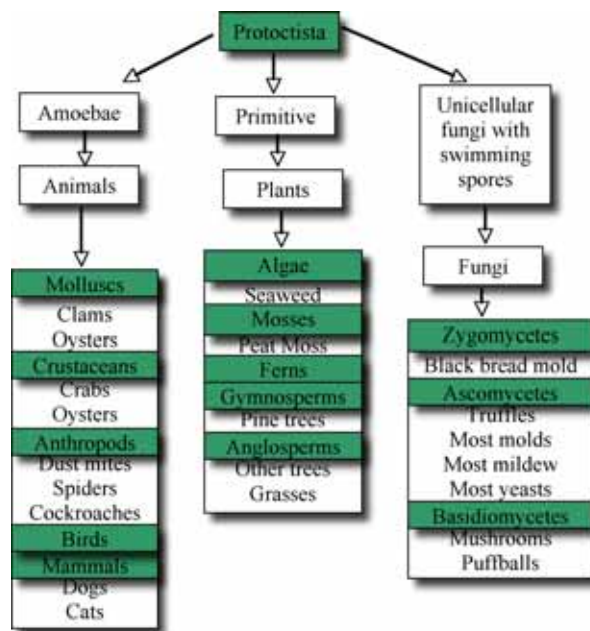 Protoctista
Amoebae
Animals
Molluscs
Clams
Oysters
Crustaceans
Crabs
Oysters
Anthropods
Dust mites
Spiders
Cockroaches
Birds
Mammals
Dogs
Cats
Primitive
Plants
Algae
Seaweed
Mosses
Peat Moss
Ferns
Gymnosperms
Pine trees
Anglosperms
Other trees
Grasses
Unicellular
fungi with
swimming
spores
Fungi
Zygomycetes
Black bread mold
Ascomycetes
Truffles
Most molds
Most mildew
Most yeasts
Basidiomycetes
Mushrooms
Puffballs